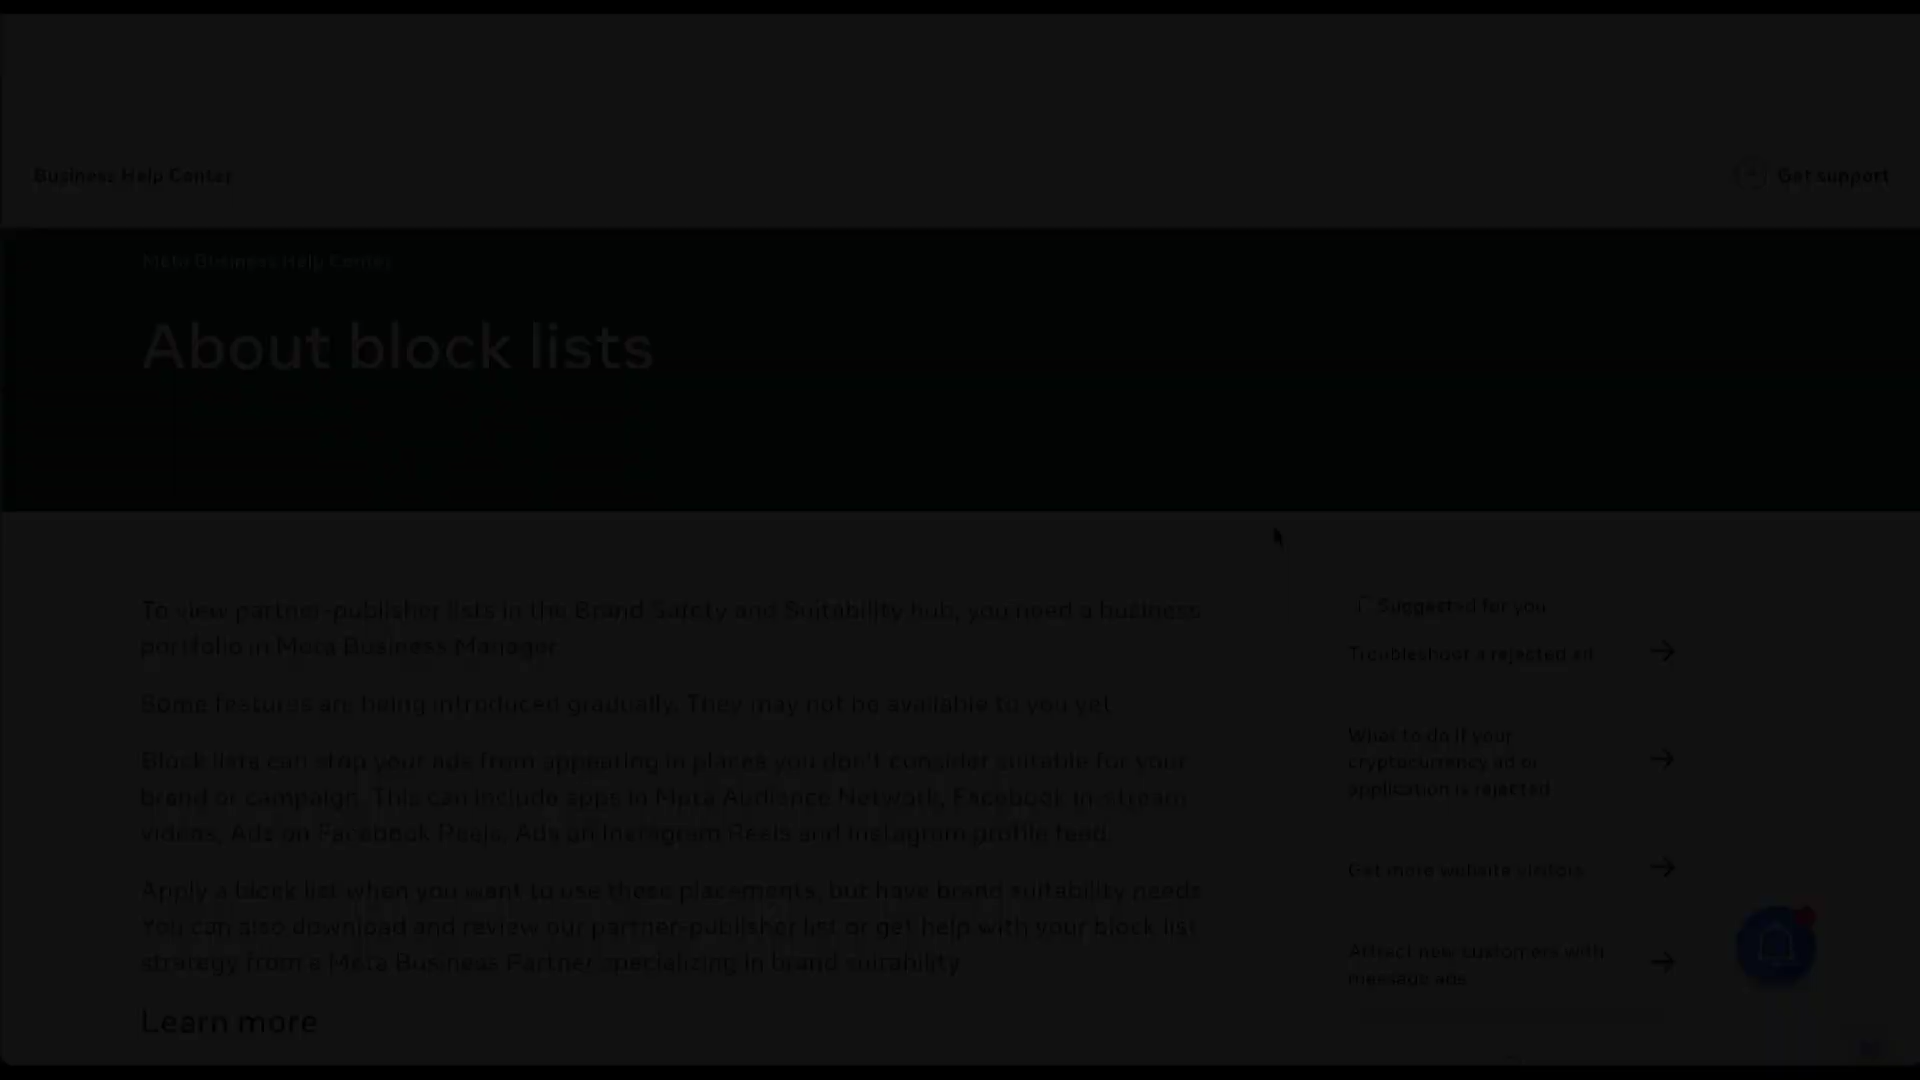 Business Help Center
Get support
Meta Business Help Center
About block lists
To view partner-publisher lists in the Brand Safety and Suitability hub, you need a business
portfolio in Meta Business Manager.
Some features are being introduced gradually. They may not be available to you yet.
Block lists can stop your ads from appearing in places you don't consider suitable for your
brand or campaign. This can include apps in Meta Audience Network, Facebook in-stream
videos, Ads on Facebook Reels, Ads on Instagram Reels and Instagram profile feed.
Apply a block list when you want to use these placements, but have brand suitability needs.
You can also download and review our partner-publisher list or get help with your block list
strategy from a Meta Business Partner specializing in brand suitability.
Learn more
Suggested for you
Troubleshoot a rejected ad
What to do if your
cryptocurrency ad or
application is rejected
Get more website visitors
Attract new customers with
message ads